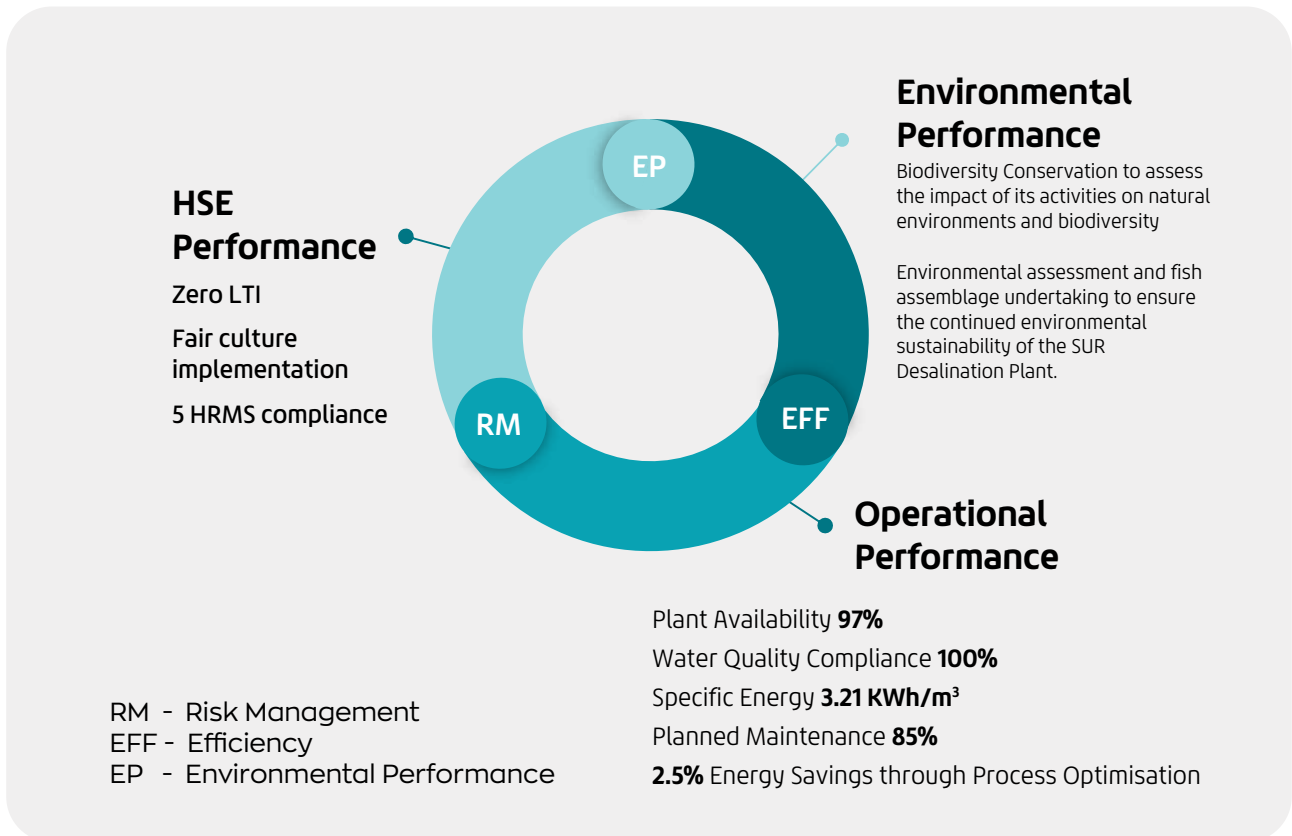 HSE
Performance
Zero LTI
Fair culture
implementation
5 HRMS compliance
EP
RM
EFF
Environmental
Performance
Biodiversity Conservation to assess
the impact of its activities on natural
environments and biodiversity
Environmental assessment and fish
assemblage undertaking to ensure
the continued environmental
sustainability of the SUR
Desalination Plant.
Operational
Performance
Plant Availability 97%
Water Quality Compliance 100%
Specific Energy 3.21 KWh/m³
Planned Maintenance 85%
2.5% Energy Savings through Process Optimisation
RM - Risk Management
EFF - Efficiency
EP - Environmental Performance